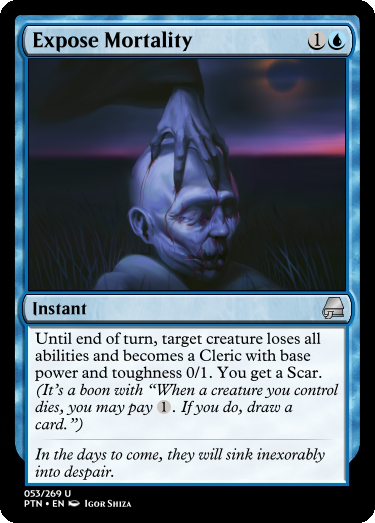 Expose Mortality 1
Instant
Until end of turn, target creature loses all
abilities and becomes a Cleric with base
power and toughness 0/1. You get a Scar.
(It's a boon with “When a creature you control
dies, you may pay 1. If you do, draw a
card.”)
In the days to come, they will sink inexorably
into despair.
053/269 U
PTN • EN Igor Shiza